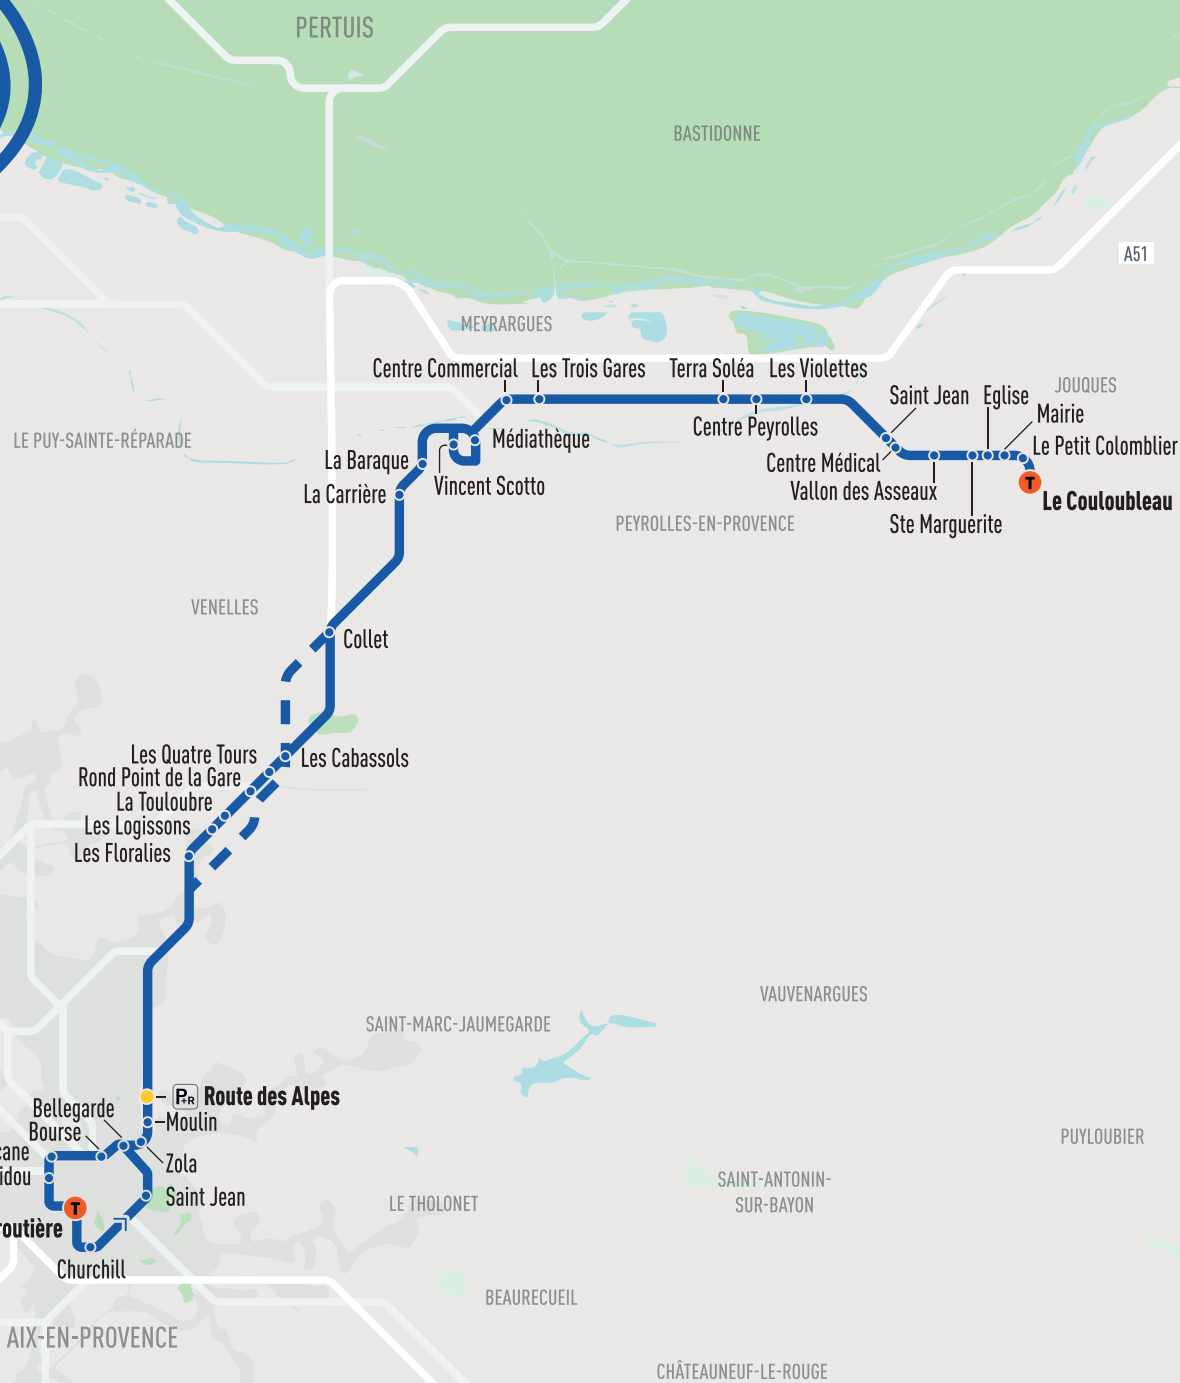 PERTUIS
BASTIDONNE
A51
MEYRARGUES
Centre Commercial
Les Trois Gares
Terra Soléa
Les Violettes
JOUQUES
Saint Jean
Eglise
Mairie
Centre Peyrolles
LE PUY-SAINTE-RÉPARADE
Médiathèque
Le Petit Colomblier
La Baraque
Centre Médical
Vincent Scotto
La Carrière
Vallon des Asseaux
T
Le Couloubleau
PEYROLLES-EN-PROVENCE
Ste Marguerite
VENELLES
Collet
Les Quatre Tours
Les Cabassols
Rond Point de la Gare
La Touloubre
Les Logissons
Les Floralies
VAUVENARGUES
SAINT-MARC-JAUMEGARDE
P+R Route des Alpes
Bellegarde
Moulin
Bourse
PUYLOUBIER
cane
Zola
idou
SAINT-ANTONIN-
SUR-BAYON
Saint Jean
LE THOLONET
T
routière
Churchill
BEAURECUEIL
AIX-EN-PROVENCE
CHÂTEAUNEUF-LE-ROUGE